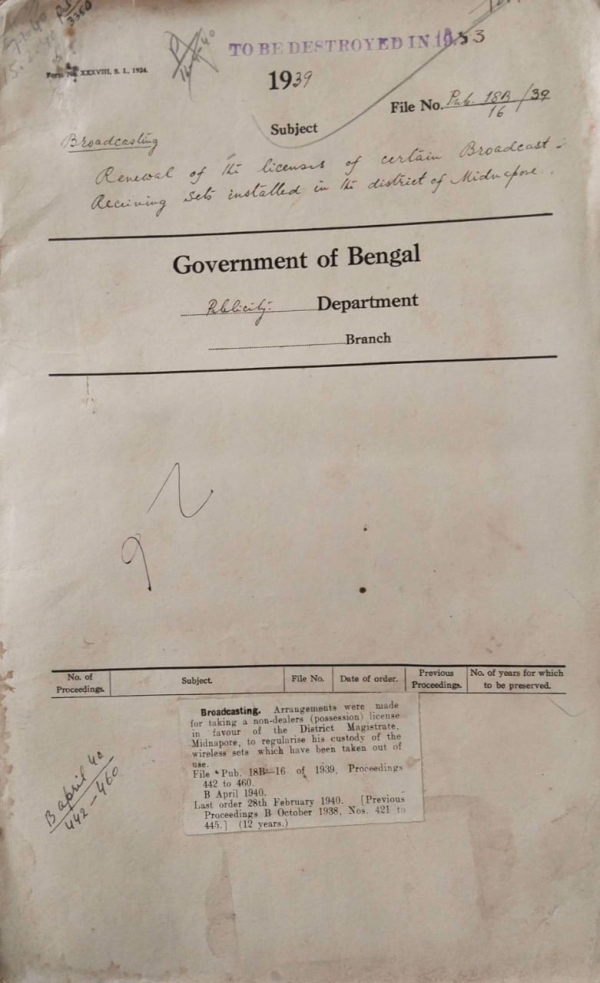 3350
TO BE DESTROYED IN 1953
Form No. XXXVIII, S. I., 1924.
1939
File No. Pub. 18B/16 /39
Subject
Broadcasting
Renewal of the licenses of certain Broadcast
Receiving sets installed in the district of Midnapore.
Government of Bengal
Publicity Department
Branch
No. of Proceedings.
Subject.
File No.
Date of order.
Previous Proceedings.
No. of years for which to be preserved.
Broadcasting. Arrangements were made
for taking a non-dealers (possession) license
in favour of the District Magistrate,
Midnapore, to regularise his custody of the
wireless sets which have been taken out of
use.
File Pub. 18B—16 of 1939, Proceedings
442 to 460.
B April 1940.
Last order 28th February 1940. [Previous
Proceedings B October 1938, Nos. 421 to
445.] (12 years.)
B April 40
442 - 460